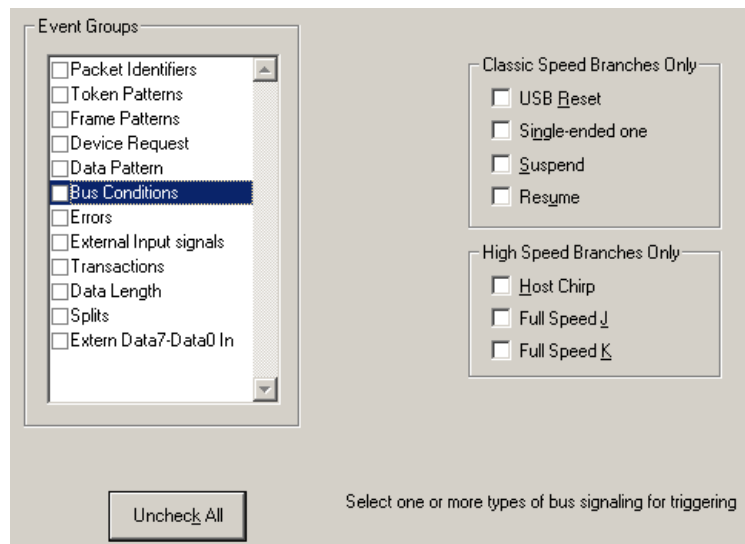 Event Groups
Packet Identifiers
Token Patterns
Frame Patterns
Device Request
Data Pattern
Bus Conditions
Errors
External Input signals
Transactions
Data Length
Splits
Extern Data7-Data0 In
Uncheck All
Classic Speed Branches Only
USB Reset
Single-ended one
Suspend
Resume
High Speed Branches Only
Host Chirp
Full Speed J
Full Speed K
Select one or more types of bus signaling for triggering